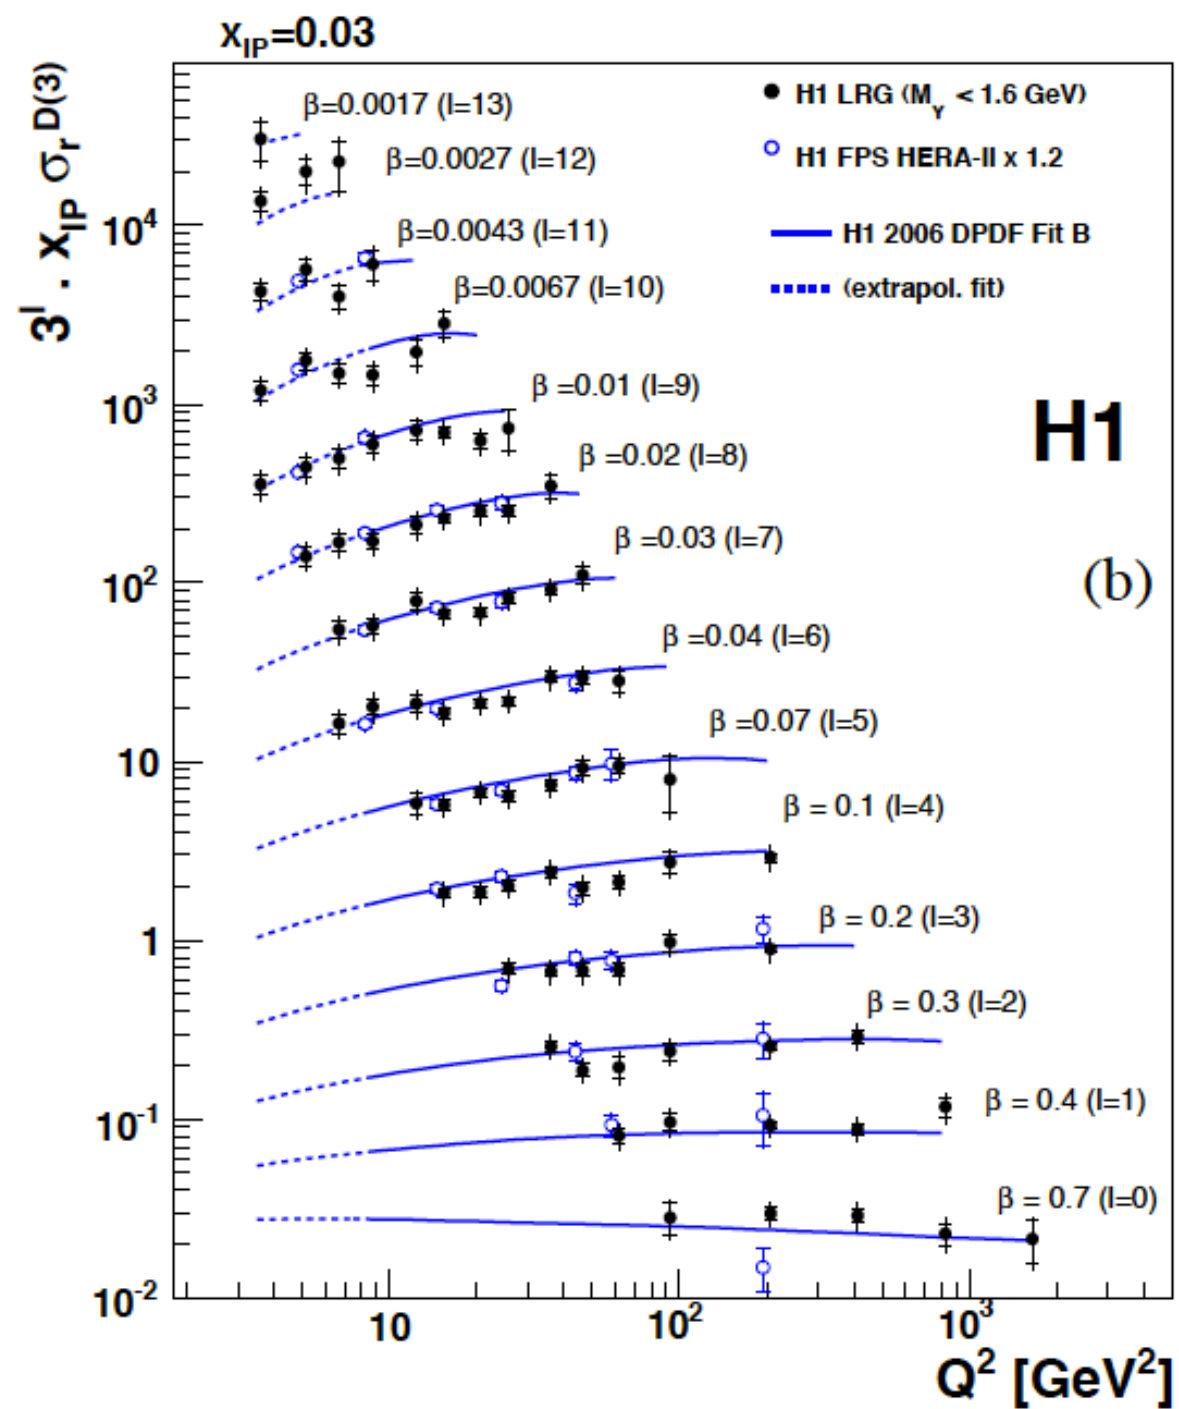 x_IP=0.03
3^l . x_IP σ_r^D(3)
H1 LRG (M_Y < 1.6 GeV)
H1 FPS HERA-II x 1.2
H1 2006 DPDF Fit B
(extrapol. fit)
β=0.0017 (l=13)
β=0.0027 (l=12)
β=0.0043 (l=11)
β=0.0067 (l=10)
β =0.01 (l=9)
β =0.02 (l=8)
β =0.03 (l=7)
β =0.04 (l=6)
β =0.07 (l=5)
β = 0.1 (l=4)
β = 0.2 (l=3)
β = 0.3 (l=2)
β = 0.4 (l=1)
β = 0.7 (l=0)
H1
(b)
10^4
10^3
10^2
10
1
10^-1
10^-2
10
10^2
10^3
Q^2 [GeV^2]